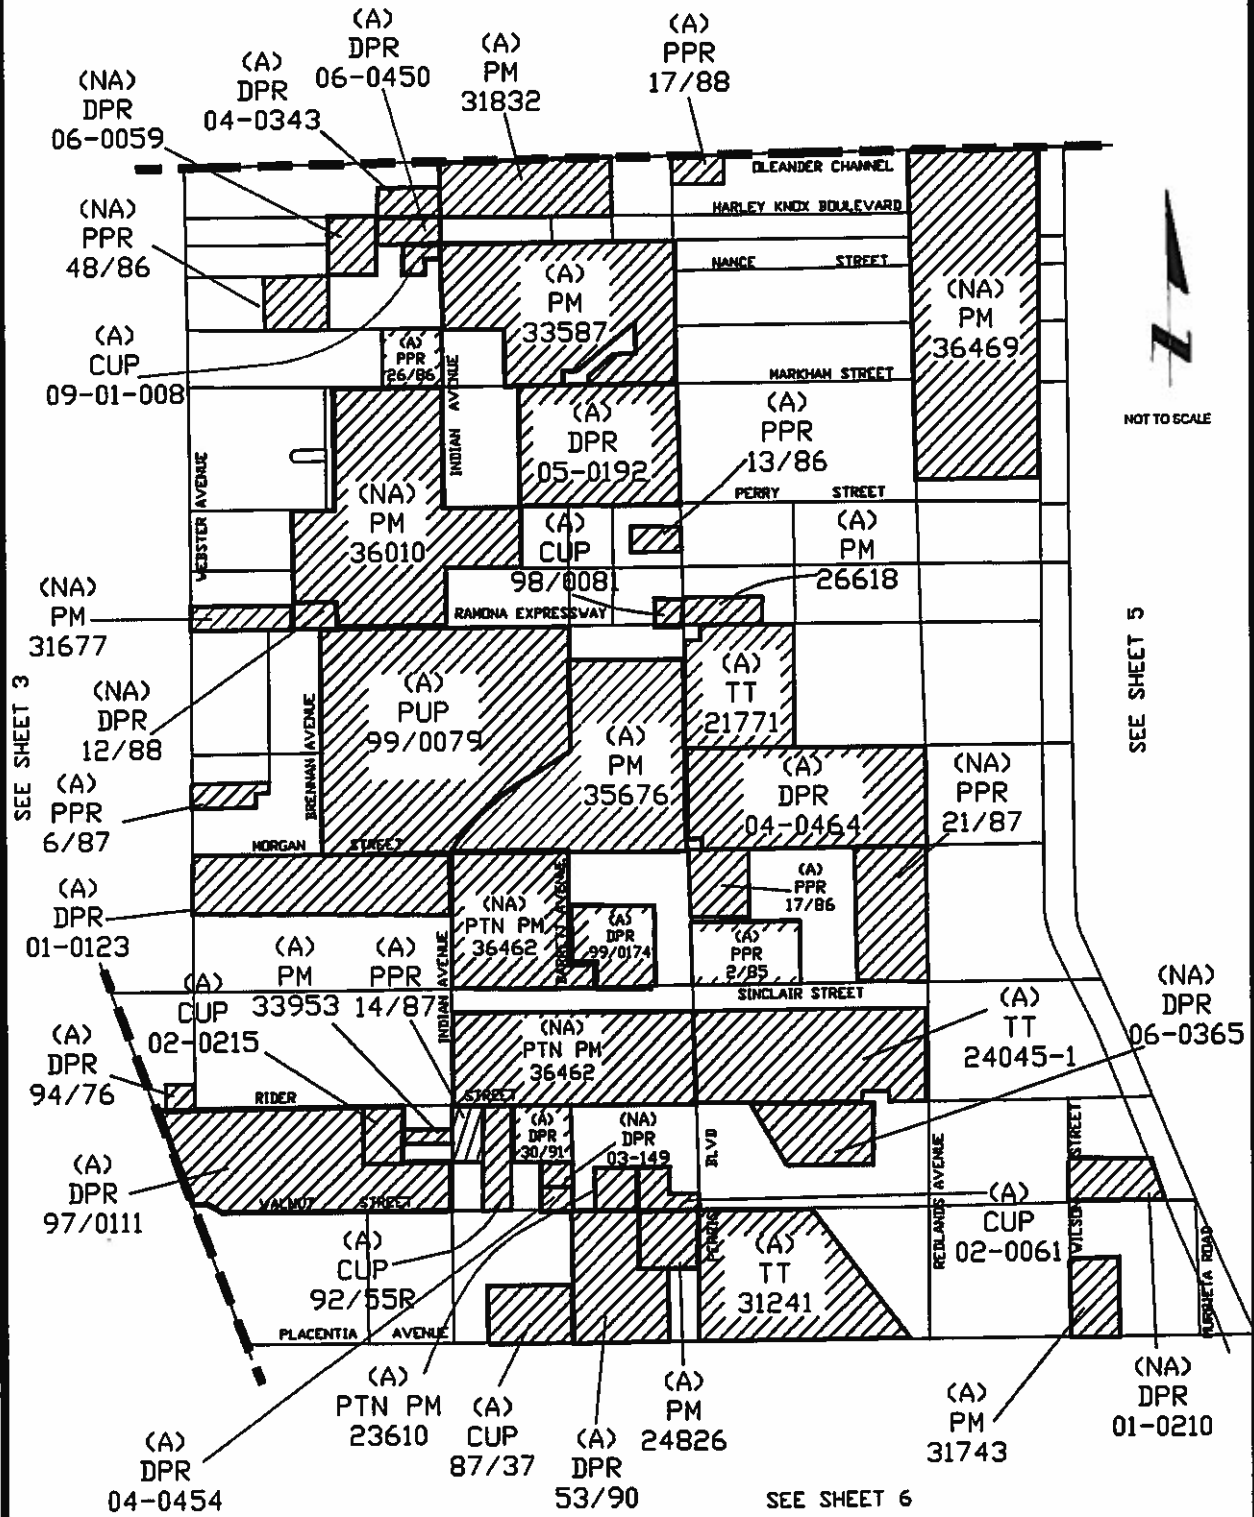 (A)
DPR
06-0450
(A)
PM
31832
(A)
PPR
17/88
(NA)
DPR
06-0059
(A)
DPR
04-0343
OLEANDER CHANNEL
HARLEY KNOX BOULEVARD
(NA)
PPR
48/86
NANCE STREET
(A)
PM
33587
(NA)
PM
36469
(A)
CUP
09-01-008
(A)
PPR
26/86
INDIAN AVENUE
MARKHAM STREET
NOT TO SCALE
(A)
DPR
05-0192
(A)
PPR
13/86
WEBSTER AVENUE
(NA)
PM
36010
PERRY STREET
(A)
CUP
98/0081
(A)
PM
26618
(NA)
PM
31677
RAMONA EXPRESSWAY
SEE SHEET 3
SEE SHEET 5
(NA)
DPR
12/88
BRENNAN AVENUE
(A)
PUP
99/0079
(A)
TT
21771
(A)
PM
35676
(A)
DPR
04-0464
(NA)
PPR
21/87
(A)
PPR
6/87
MORGAN STREET
(A)
DPR
01-0123
(NA)
PTN PM
36462
BARRETT AVENUE
(A)
DPR
99/0174
(A)
PPR
17/86
(A)
PPR
2/85
INDIAN AVENUE
(A)
PM
33953
(A)
PPR
14/87
(A)
CUP
02-0215
SINCLAIR STREET
(NA)
DPR
06-0365
(A)
TT
24045-1
(NA)
PTN PM
36462
(A)
DPR
94/76
RIDER STREET
(A)
DPR
30/91
(NA)
DPR
03-149
PERRIS BLVD
REDLANDS AVENUE
WILSON STREET
MURRIETA ROAD
(A)
DPR
97/0111
WALNUT STREET
(A)
CUP
92/55R
(A)
TT
31241
(A)
CUP
02-0061
PLACENTIA AVENUE
(A)
PTN PM
23610
(A)
CUP
87/37
(A)
DPR
53/90
(A)
PM
24826
(A)
PM
31743
(NA)
DPR
01-0210
(A)
DPR
04-0454
SEE SHEET 6